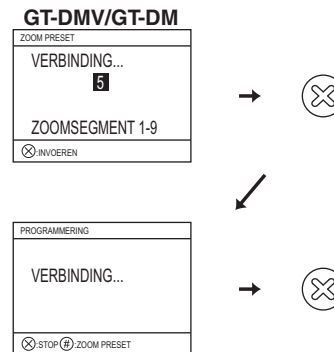 GT-DMV/GT-DM
ZOOM PRESET
VERBINDING...
5
ZOOMSEGMENT 1-9
:INVOEREN
PROGRAMMERING
VERBINDING...
:STOP (#):ZOOM PRESET